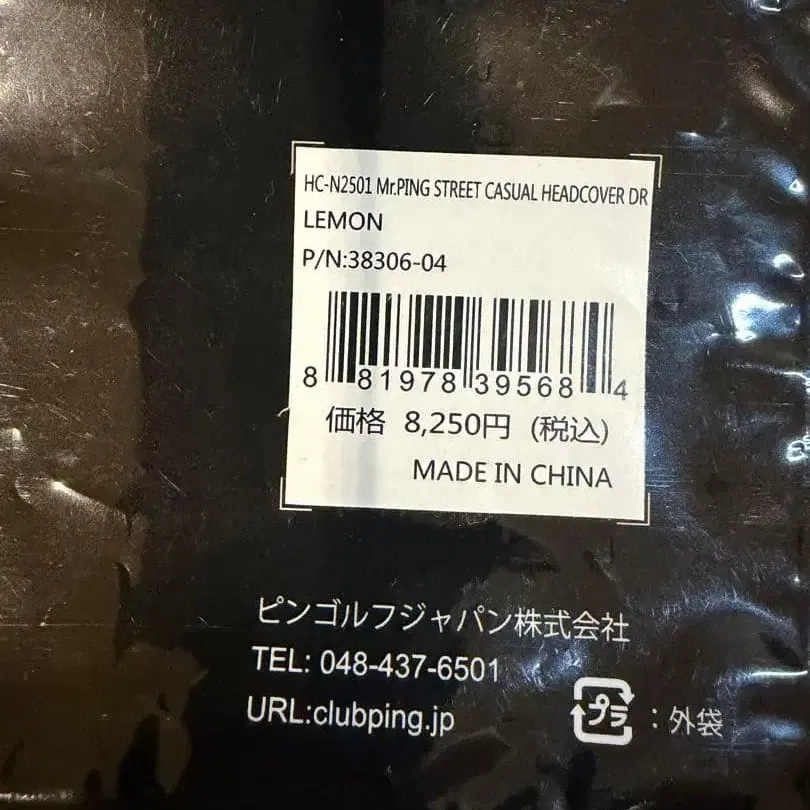 HC-N2501 Mr.PING STREET CASUAL HEADCOVER DR
LEMON
P/N:38306-04
8 81978 39568 4
価格 8,250円 (税込)
MADE IN CHINA
ピンゴルフジャパン株式会社
TEL: 048-437-6501
URL:clubping.jp
プラ : 外袋